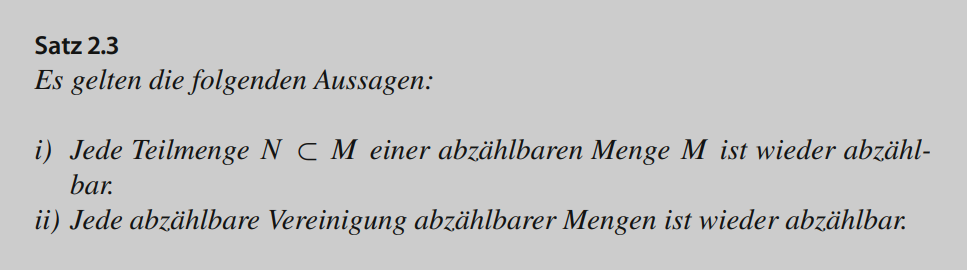 Satz 2.3
Es gelten die folgenden Aussagen:
i) Jede Teilmenge N ⊂ M einer abzählbaren Menge M ist wieder abzähl-
bar.
ii) Jede abzählbare Vereinigung abzählbarer Mengen ist wieder abzählbar.